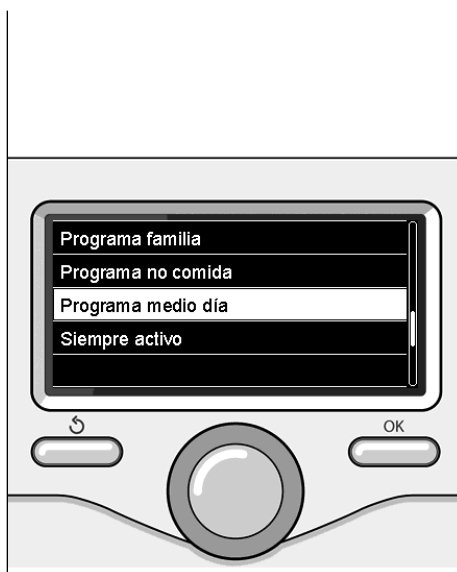 Programa familia
Programa no comida
Programa medio día
Siempre activo
OK